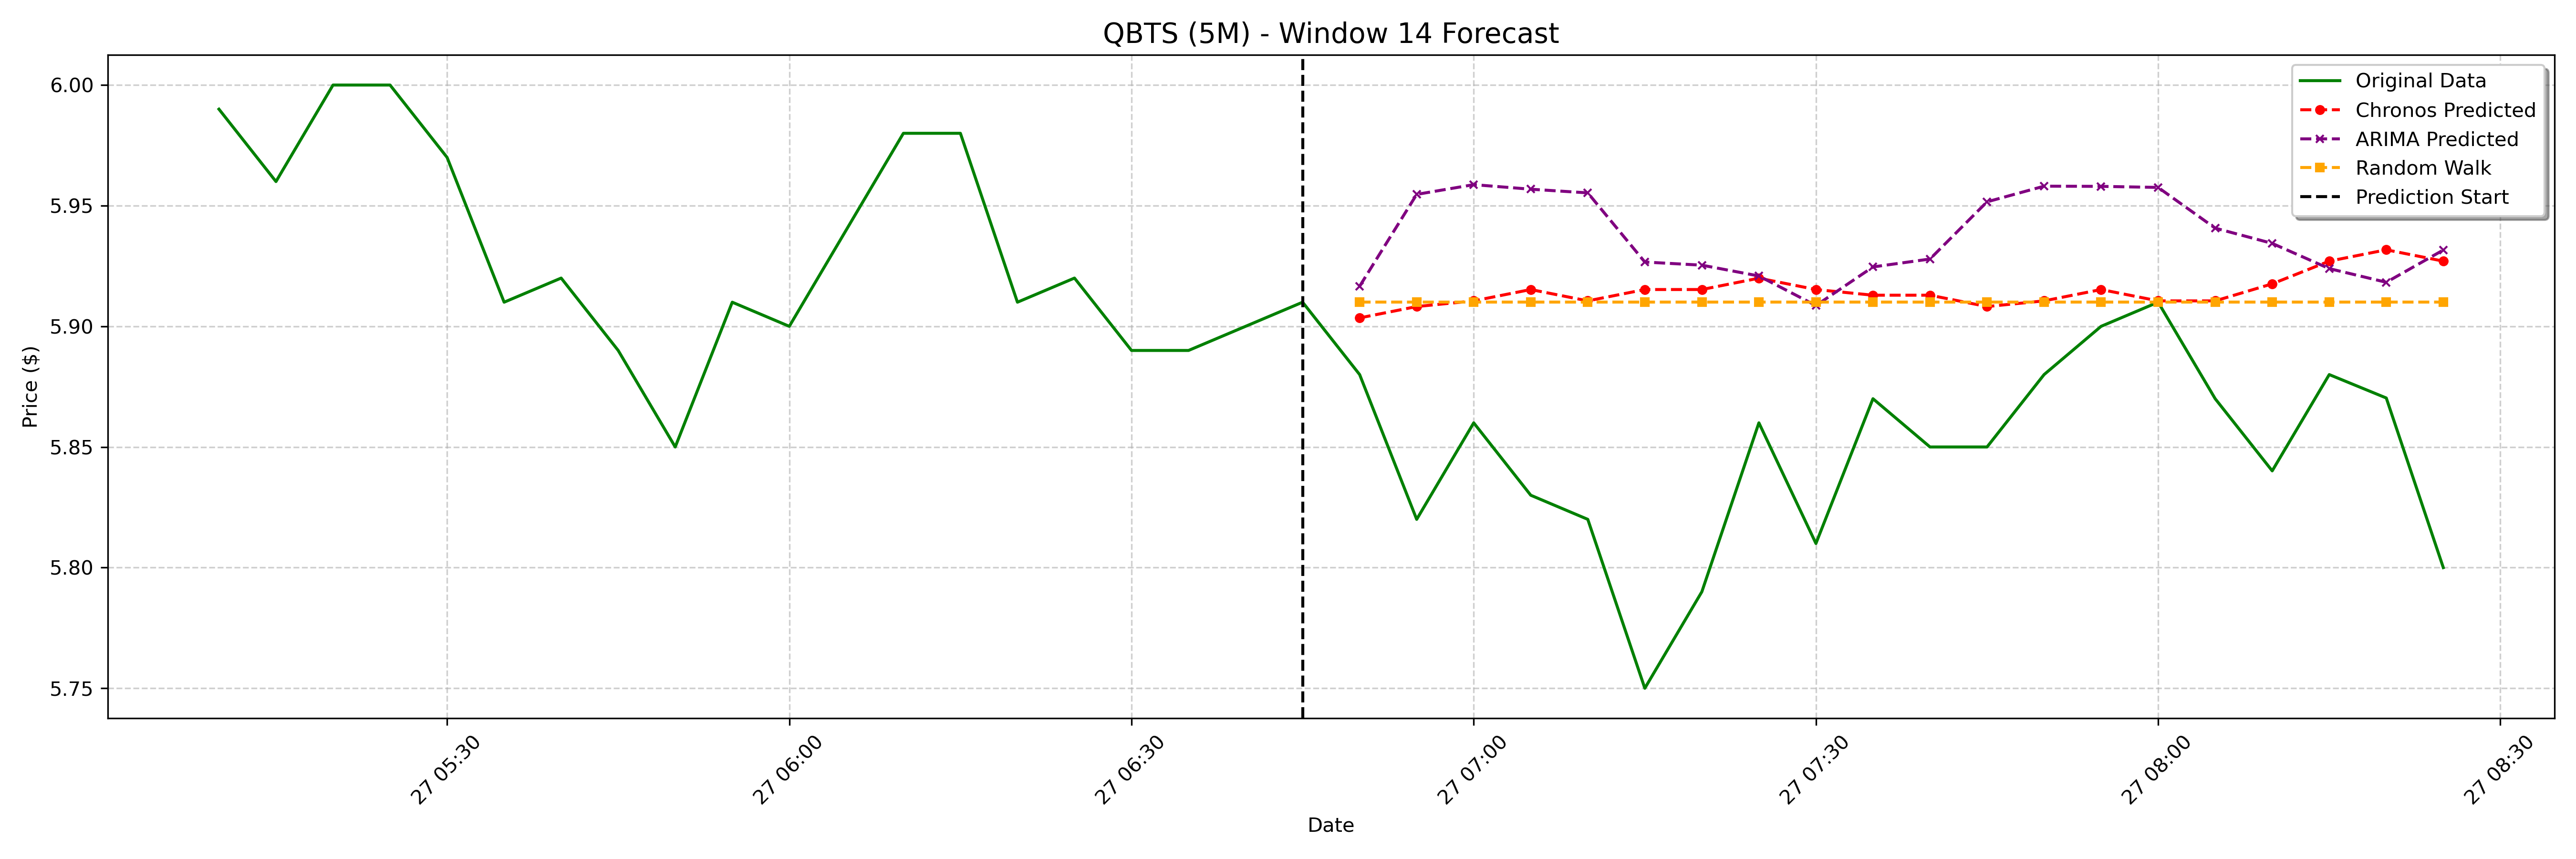 QBTS (5M) - Window 14 Forecast
Price ($)
6.00
5.95
5.90
5.85
5.80
5.75
Original Data
Chronos Predicted
ARIMA Predicted
Random Walk
Prediction Start
27 05:30
27 06:00
27 06:30
27 07:00
27 07:30
27 08:00
27 08:30
Date